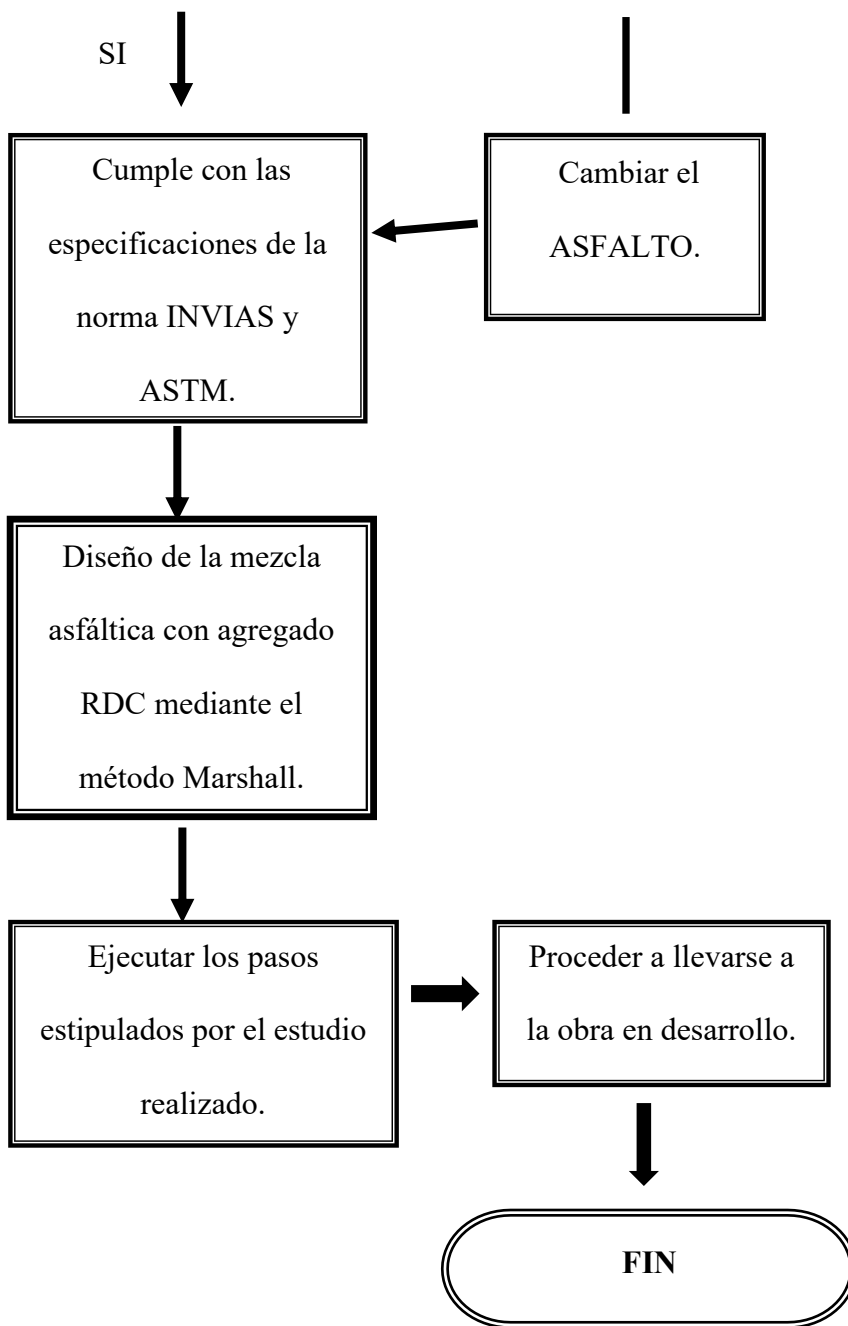 SI
Cumple con las
especificaciones de la
norma INVIAS y
ASTM.
Cambiar el
ASFALTO.
Diseño de la mezcla
asfáltica con agregado
RDC mediante el
método Marshall.
Ejecutar los pasos
estipulados por el estudio
realizado.
Proceder a llevarse a
la obra en desarrollo.
FIN